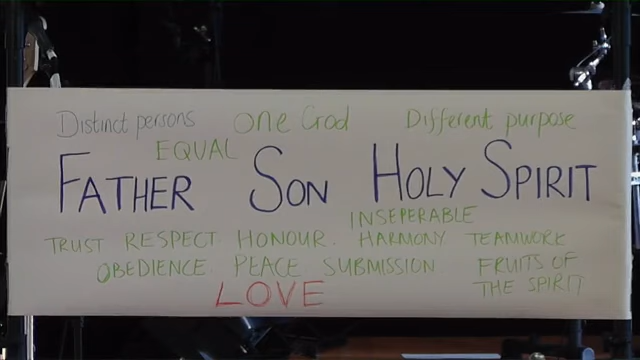 Distinct persons One God Different purpose
EQUAL
FATHER SON HOLY SPIRIT
INSEPERABLE
TRUST RESPECT HONOUR. HARMONY TEAMWORK
OBEDIENCE. PEACE SUBMISSION FRUITS OF
THE SPIRIT
LOVE